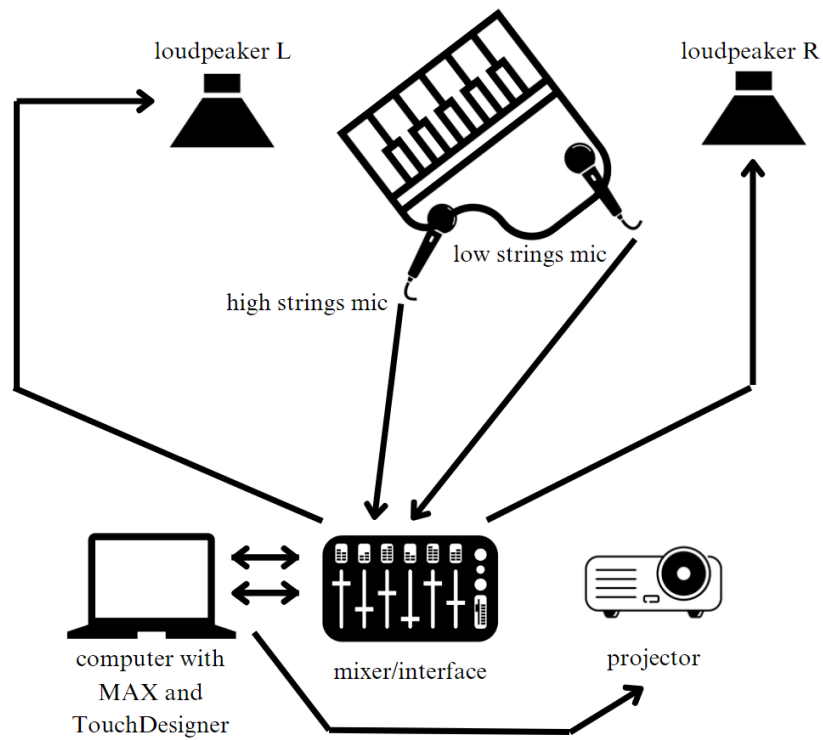 loudpeaker L
loudpeaker R
low strings mic
high strings mic
computer with
MAX and
TouchDesigner
mixer/interface
projector